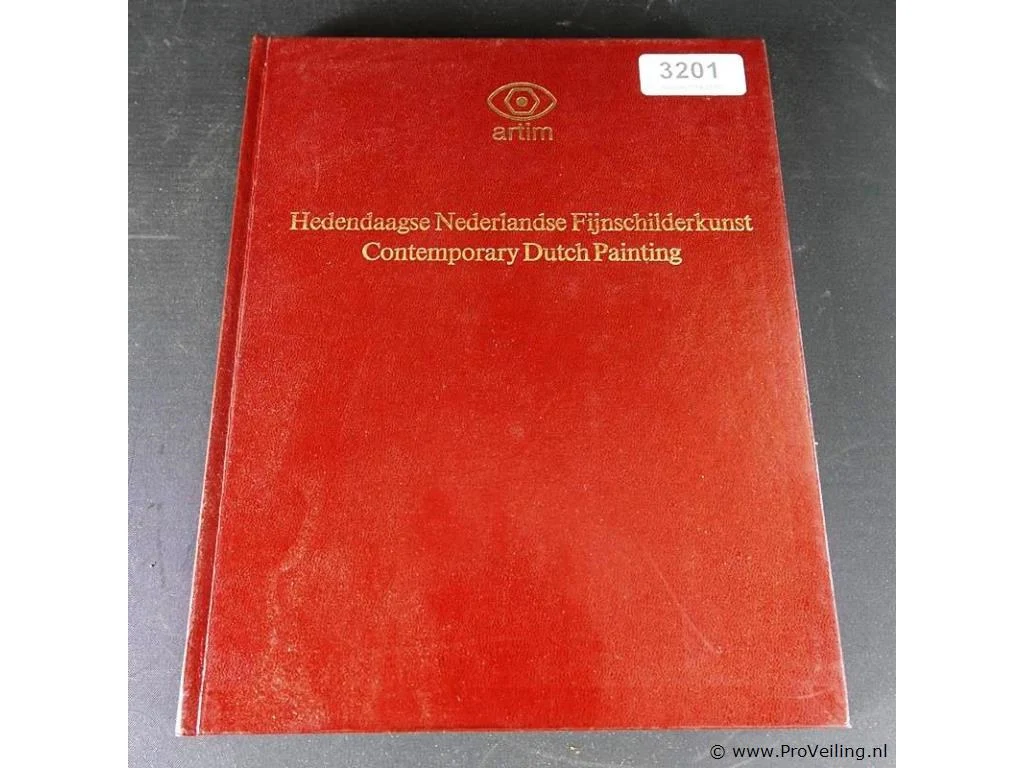 3201
artim
Hedendaagse Nederlandse Fijnschilderkunst
Contemporary Dutch Painting
© www.ProVeiling.nl